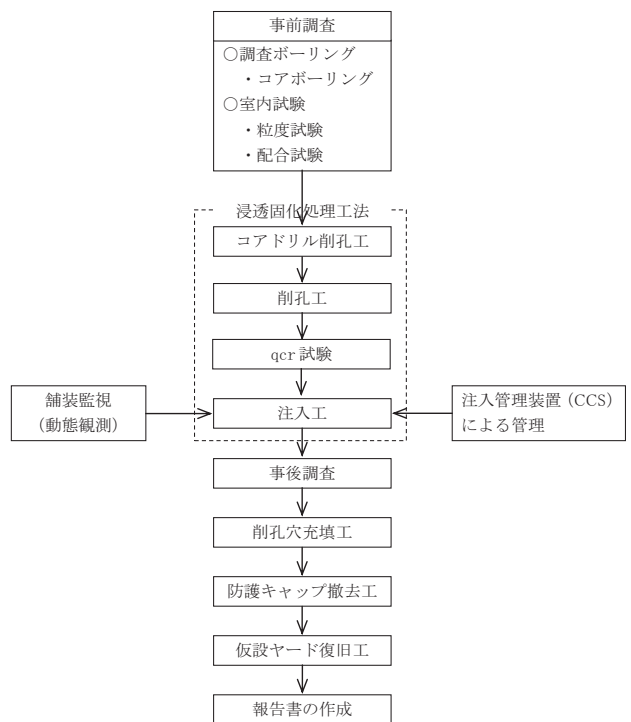 事前調査
○調査ボーリング
・コアボーリング
○室内試験
・粒度試験
・配合試験
浸透固化処理工法
コアドリル削孔工
削孔工
qcr 試験
舗装監視
(動態観測)
注入工
注入管理装置 (CCS)
による管理
事後調査
削孔穴充填工
防護キャップ撤去工
仮設ヤード復旧工
報告書の作成